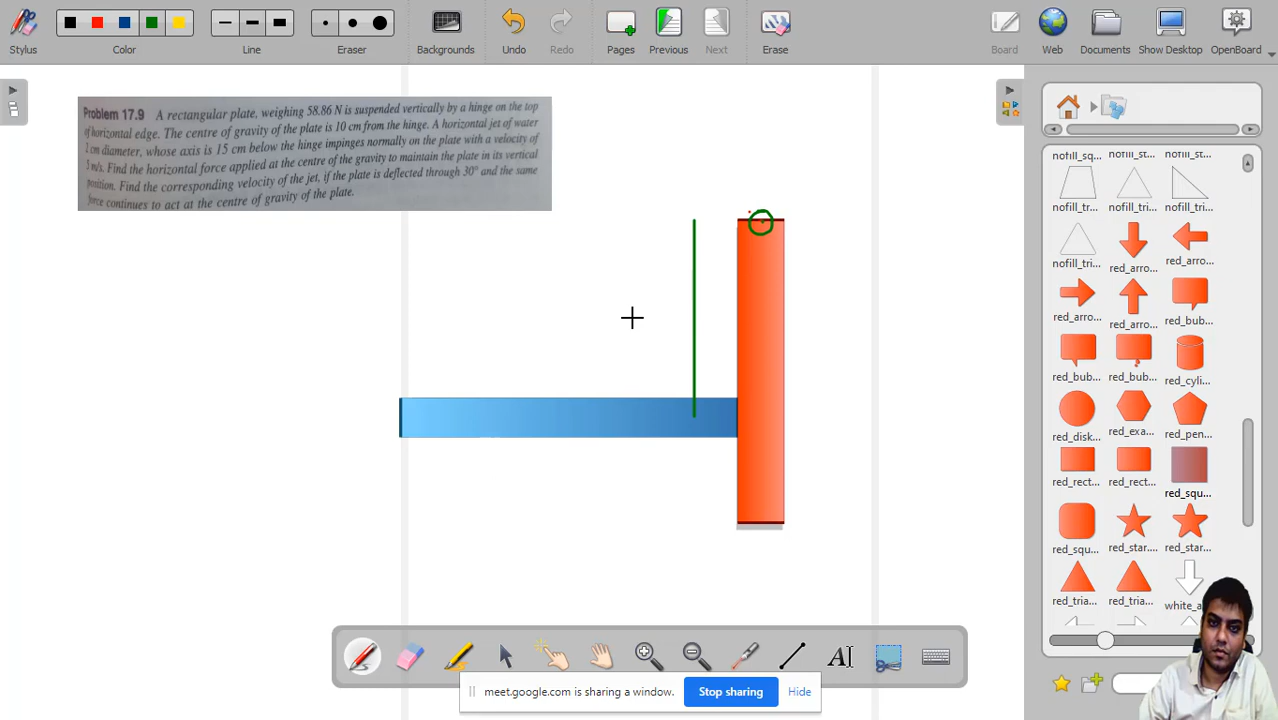 Stylus
Color
Line
Eraser
Backgrounds
Undo
Redo
Pages
Previous
Next
Erase
Board
Web
Documents
Show Desktop
OpenBoard
Problem 17.9 A rectangular plate, weighing 58.86 N is suspended vertically by a hinge on the top
of horizontal edge. The centre of gravity of the plate is 10 cm from the hinge. A horizontal jet of water
2 cm diameter, whose axis is 15 cm below the hinge impinges normally on the plate with a velocity of
5 m/s. Find the horizontal force applied at the centre of the gravity to maintain the plate in its vertical
position. Find the corresponding velocity of the jet, if the plate is deflected through 30° and the same
force continues to act at the centre of gravity of the plate.
nofill_sq... nofill_st... nofill_st...
nofill_tr... nofill_tri... nofill_tri...
nofill_tri... red_arro... red_arro...
red_arro... red_arro... red_bub...
red_bub... red_bub... red_cyli...
red_disk... red_exa... red_pen...
red_rect... red_rect... red_squ...
red_squ... red_star.... red_star...
red_tria... red_tria... white_a...
AI
meet.google.com is sharing a window. Stop sharing Hide